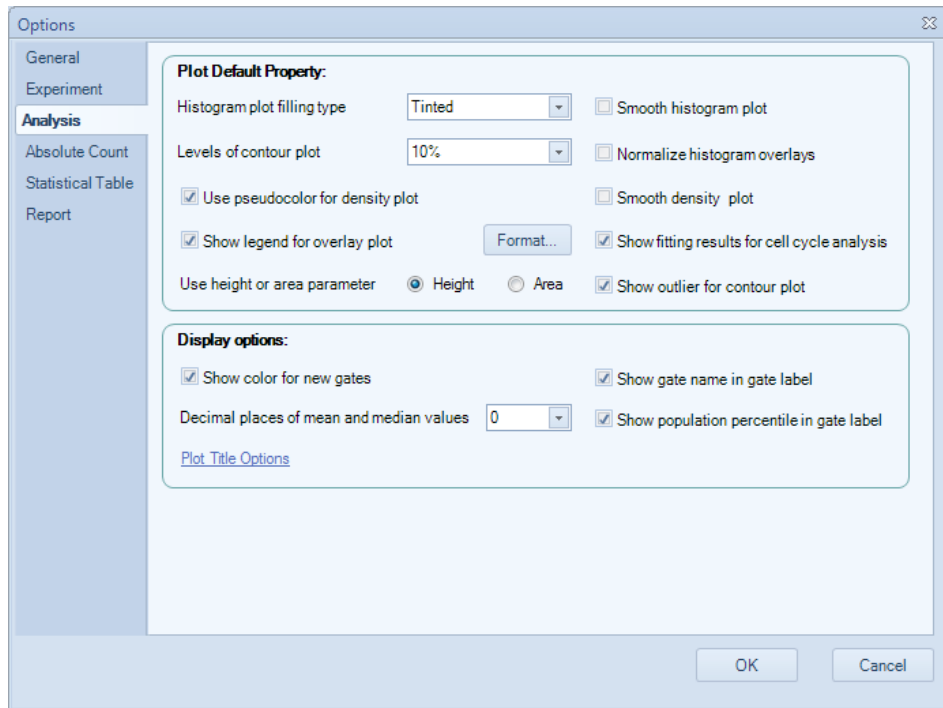 Options
General
Experiment
Analysis
Absolute Count
Statistical Table
Report
Plot Default Property:
Histogram plot filling type
Tinted
Smooth histogram plot
Levels of contour plot
10%
Normalize histogram overlays
Use pseudocolor for density plot
Smooth density plot
Show legend for overlay plot
Format...
Show fitting results for cell cycle analysis
Use height or area parameter
Height
Area
Show outlier for contour plot
Display options:
Show color for new gates
Show gate name in gate label
Decimal places of mean and median values
0
Show population percentile in gate label
Plot Title Options
OK
Cancel